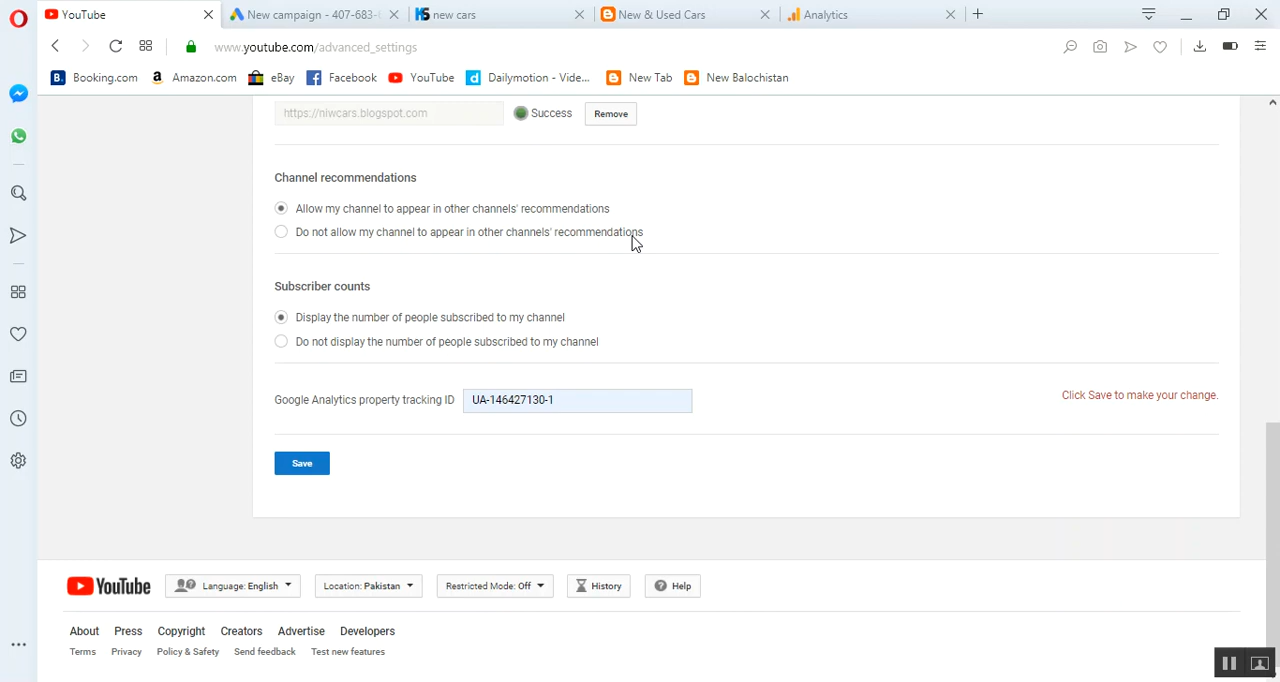 YouTube
New campaign - 407-683-
new cars
New & Used Cars
Analytics
www.youtube.com/advanced_settings
Booking.com
Amazon.com
eBay
Facebook
YouTube
Dailymotion - Vide...
New Tab
New Balochistan
https://niwcars.blogspot.com
Success
Remove
Channel recommendations
Allow my channel to appear in other channels' recommendations
Do not allow my channel to appear in other channels' recommendations
Subscriber counts
Display the number of people subscribed to my channel
Do not display the number of people subscribed to my channel
Google Analytics property tracking ID
UA-146427130-1
Click Save to make your change.
Save
YouTube
Language: English
Location: Pakistan
Restricted Mode: Off
History
Help
About Press Copyright Creators Advertise Developers
Terms Privacy Policy & Safety Send feedback Test new features